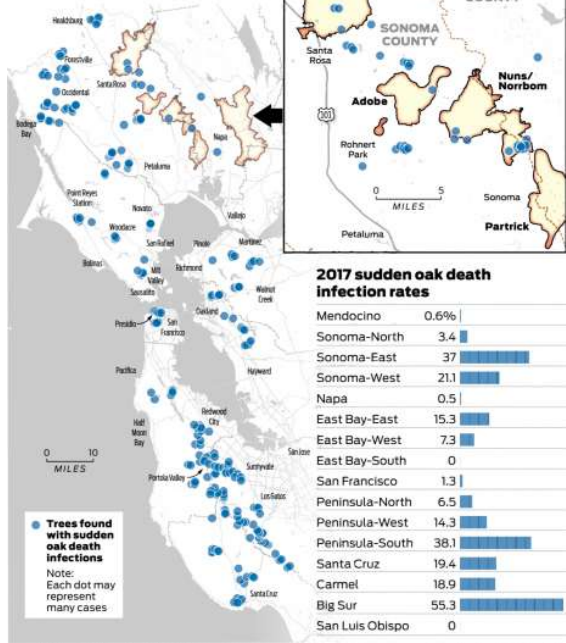 Healdsburg
Forestville
Santa Rosa
Occidental
Bodega
Bay
Napa
Petaluma
Point Reyes
Station
Novato
Woodacre
Vallejo
San Rafael
Pinole
Martinez
Bolinas
Mill
Valley
Richmond
Sausalito
Walnut
Creek
Oakland
Presidio
San
Francisco
Pacifica
Hayward
Half
Moon
Bay
Redwood
City
San Jose
Sunnyvale
Portola Valley
Los Gatos
Santa Cruz
0 10
MILES
Trees found
with sudden
oak death
infections
Note:
Each dot may
represent
many cases
COUNTY
SONOMA
COUNTY
Santa
Rosa
Nuns/
Norrbom
Adobe
101
Rohnert
Park
0 5
MILES
Sonoma
Partrick
Petaluma
2017 sudden oak death
infection rates
Mendocino 0.6%
Sonoma-North 3.4
Sonoma-East 37
Sonoma-West 21.1
Napa 0.5
East Bay-East 15.3
East Bay-West 7.3
East Bay-South 0
San Francisco 1.3
Peninsula-North 6.5
Peninsula-West 14.3
Peninsula-South 38.1
Santa Cruz 19.4
Carmel 18.9
Big Sur 55.3
San Luis Obispo 0